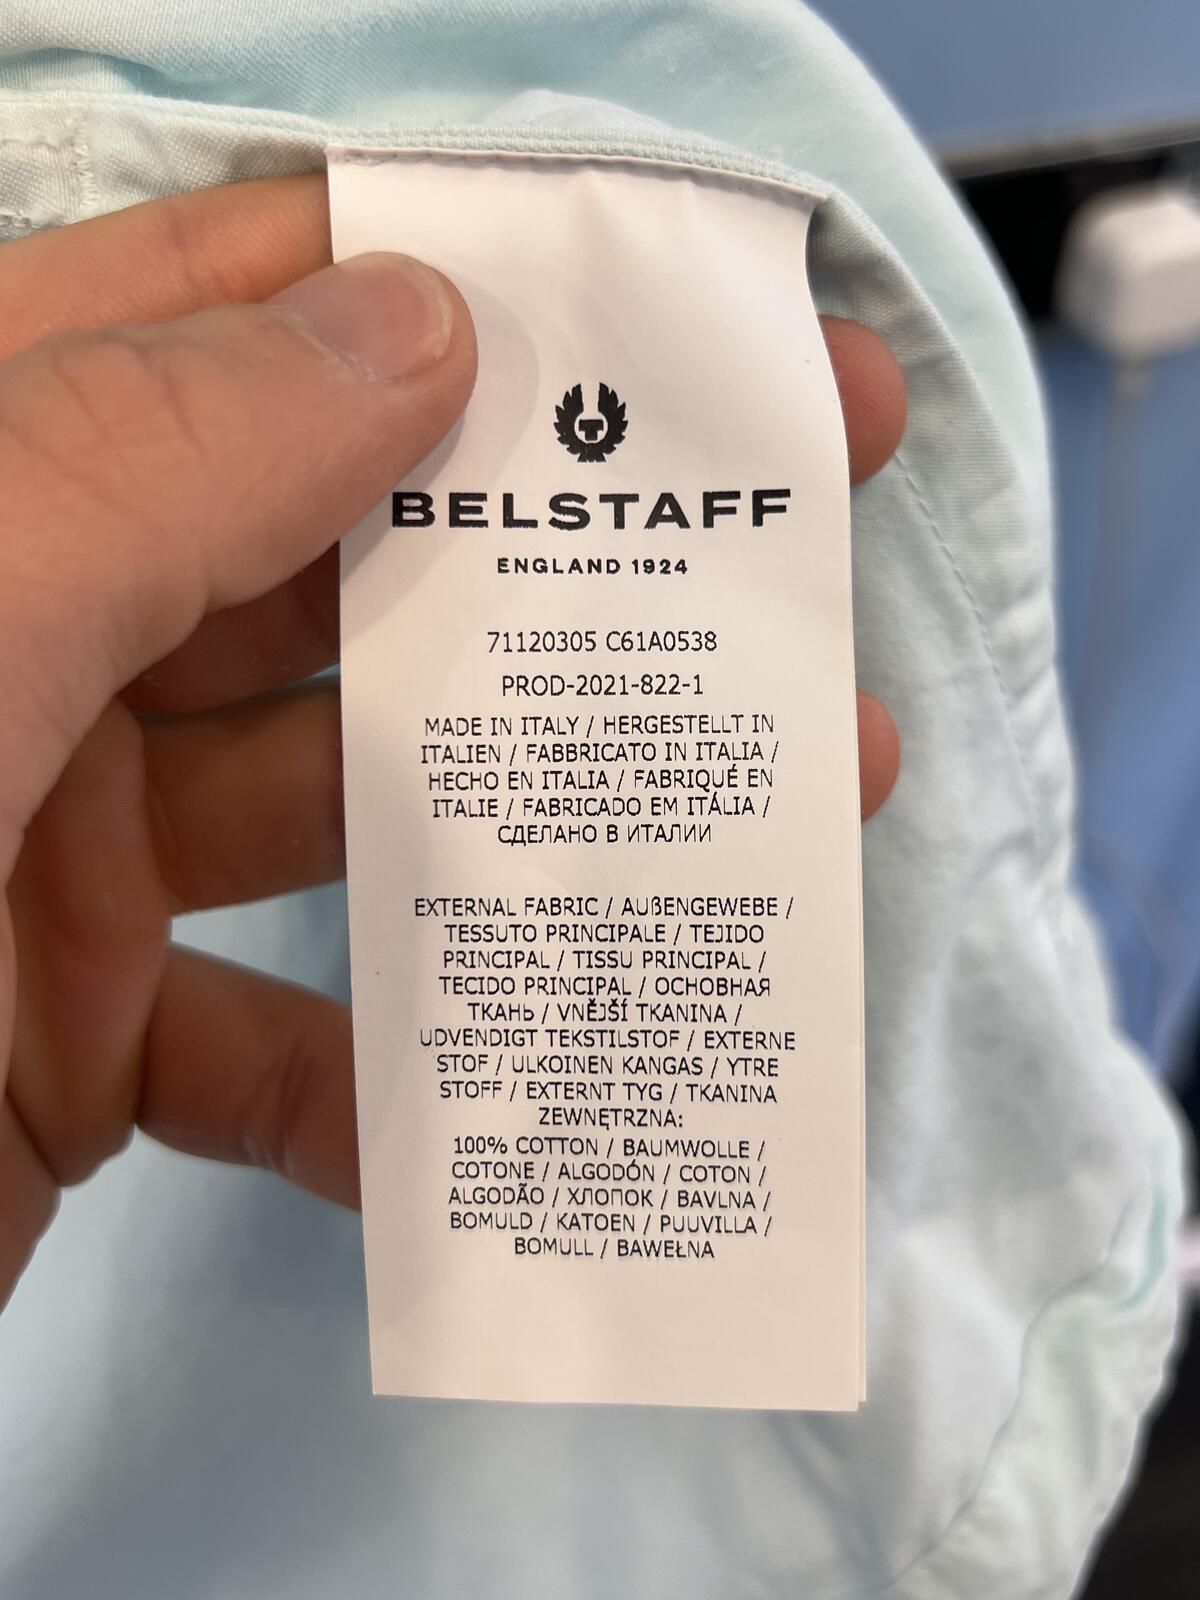 BELSTAFF
ENGLAND 1924
71120305 C61A0538
PROD-2021-822-1
MADE IN ITALY / HERGESTELLT IN
ITALIEN / FABBRICATO IN ITALIA /
HECHO EN ITALIA / FABRIQUÉ EN
ITALIE / FABRICADO EM ITÁLIA /
СДЕЛАНО В ИТАЛИИ
EXTERNAL FABRIC / AUßENGEWEBE /
TESSUTO PRINCIPALE / TEJIDO
PRINCIPAL / TISSU PRINCIPAL /
TECIDO PRINCIPAL / ОСНОВНАЯ
ТКАНЬ / VNĚJŠÍ TKANINA /
UDVENDIGT TEKSTILSTOF / EXTERNE
STOF / ULKOINEN KANGAS / YTRE
STOFF / EXTERNT TYG / TKANINA
ZEWNĘTRZNA:
100% COTTON / BAUMWOLLE /
COTONE / ALGODÓN / COTON /
ALGODÃO / ХЛОПОК / BAVLNA /
BOMULD / KATOEN / PUUVILLA /
BOMULL / BAWEŁNA